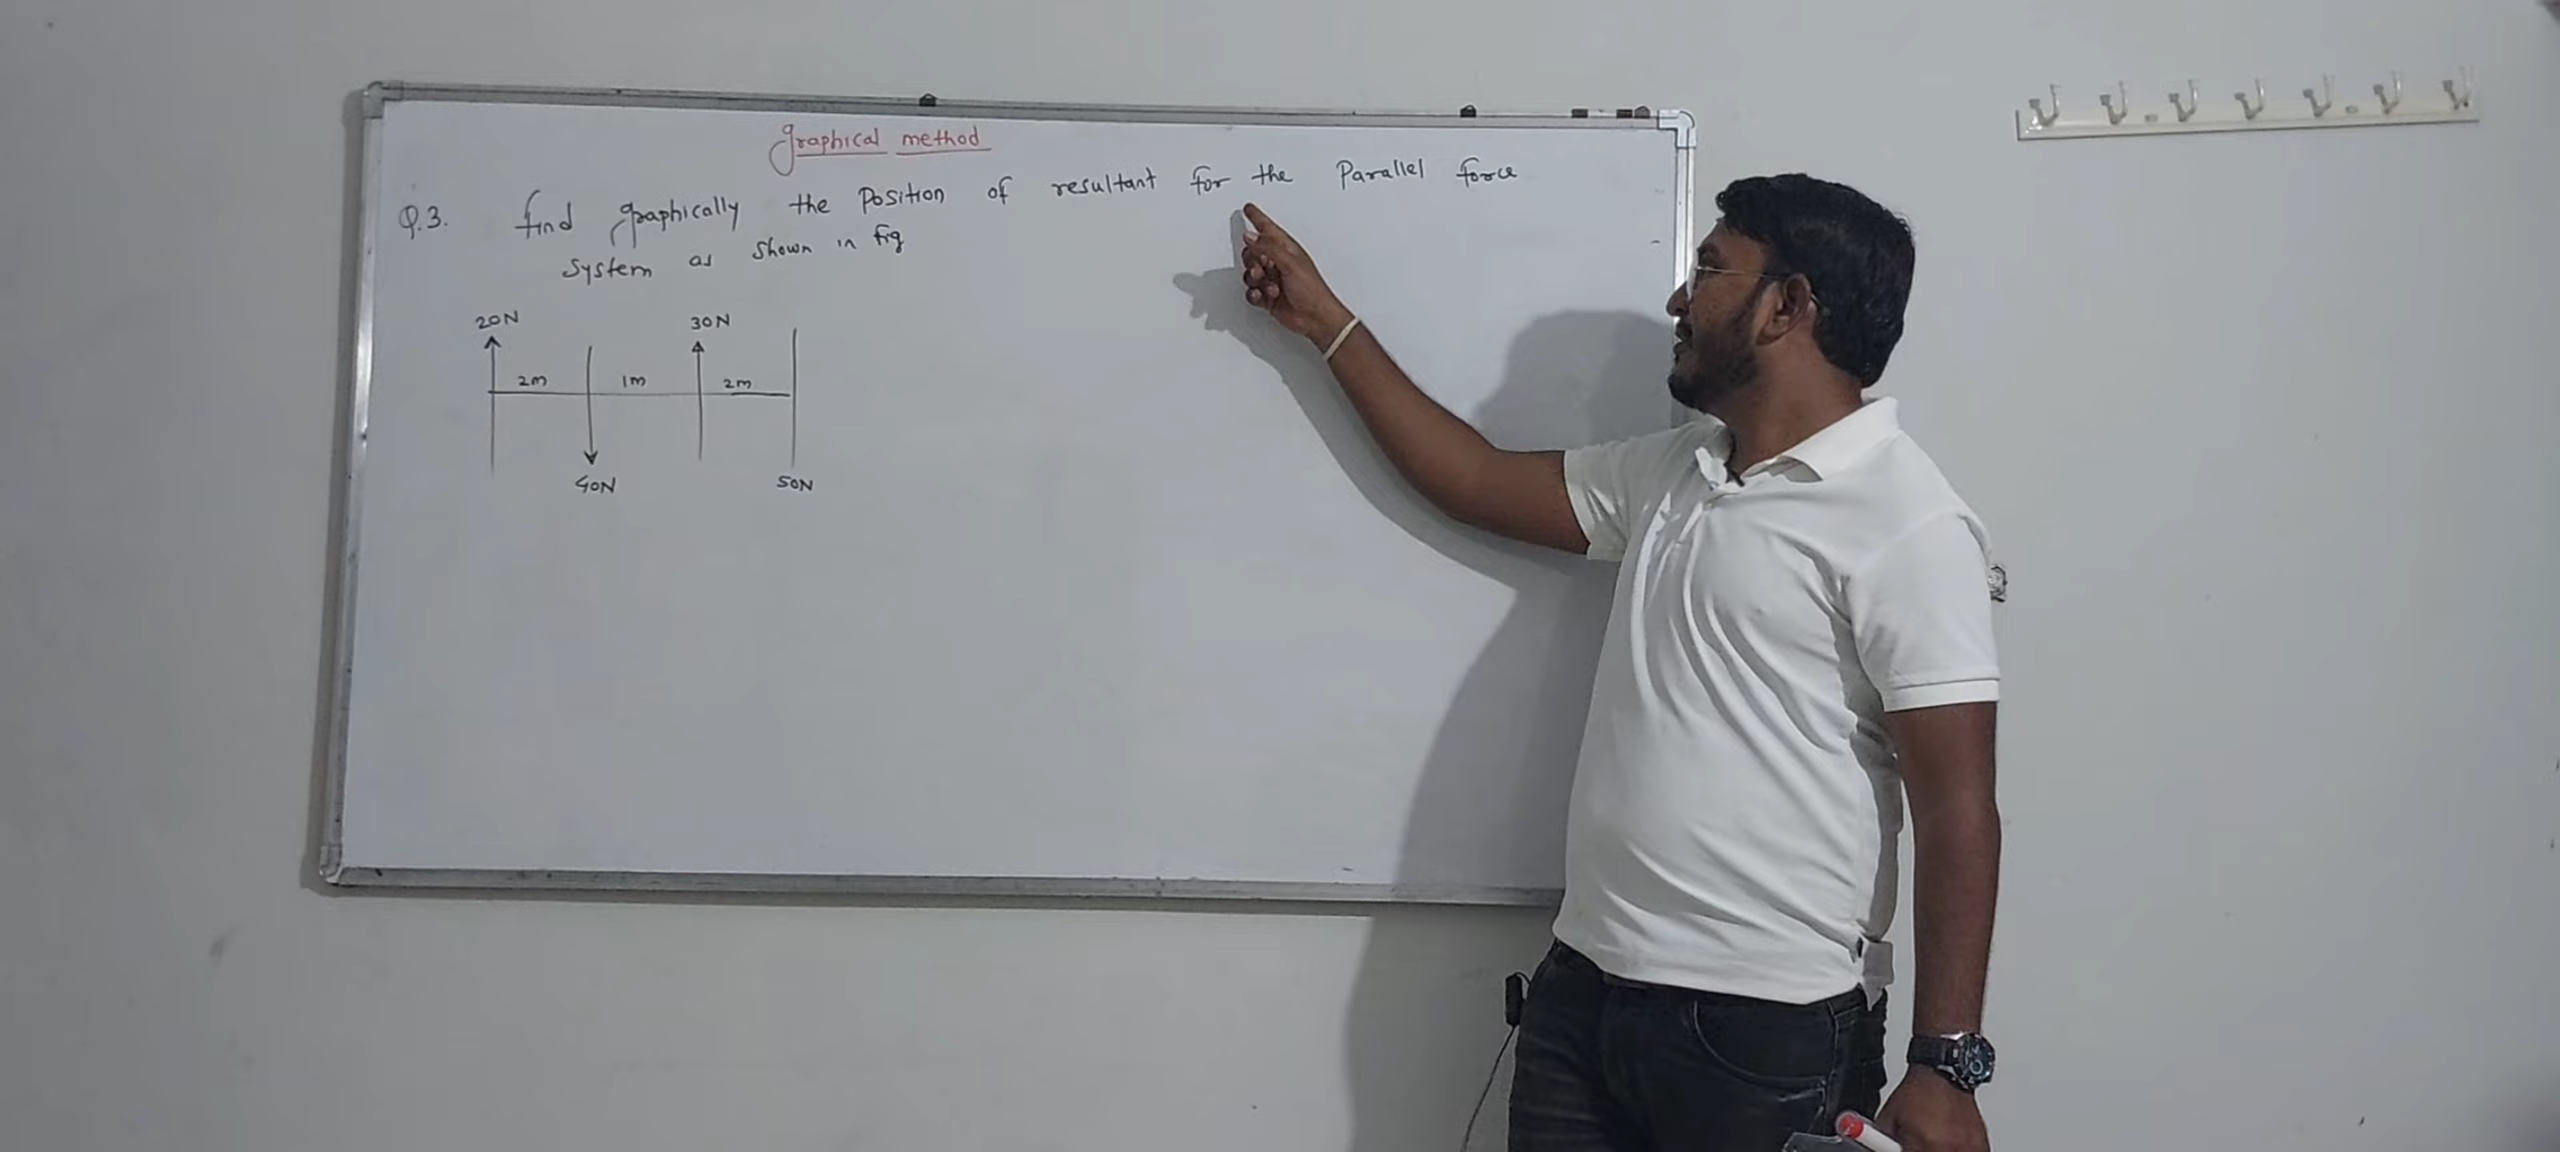 Graphical method
Q.3. find graphically the Position of resultant for the Parallel force
System as shown in fig
20N 30N
2m 1m 2m
40N 50N